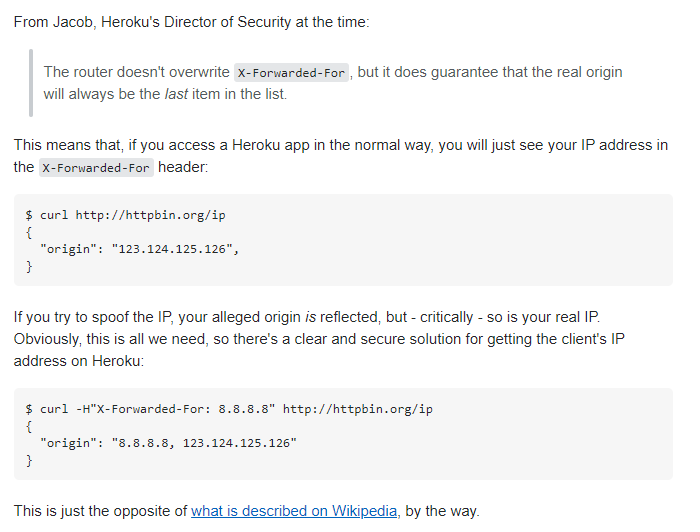 From Jacob, Heroku's Director of Security at the time:
The router doesn't overwrite X-Forwarded-For, but it does guarantee that the real origin
will always be the last item in the list.
This means that, if you access a Heroku app in the normal way, you will just see your IP address in
the X-Forwarded-For header:
$ curl http://httpbin.org/ip
{
  "origin": "123.124.125.126",
}
If you try to spoof the IP, your alleged origin is reflected, but - critically - so is your real IP.
Obviously, this is all we need, so there's a clear and secure solution for getting the client's IP
address on Heroku:
$ curl -H"X-Forwarded-For: 8.8.8.8" http://httpbin.org/ip
{
  "origin": "8.8.8.8, 123.124.125.126"
}
This is just the opposite of what is described on Wikipedia, by the way.